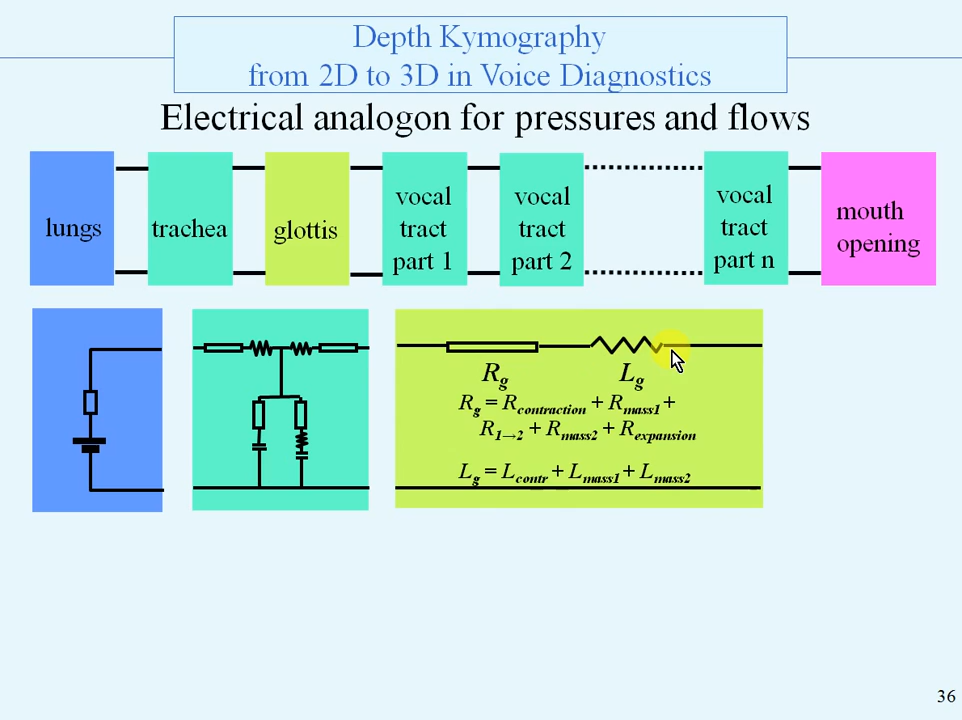 Depth Kymography
from 2D to 3D in Voice Diagnostics
Electrical analogon for pressures and flows
lungs
trachea
glottis
vocal
tract
part 1
vocal
tract
part 2
vocal
tract
part n
mouth
opening
Rg
Lg
Rg = Rcontraction + Rmass1 +
R1→2 + Rmass2 + Rexpansion
Lg = Lcontr + Lmass1 + Lmass2
36